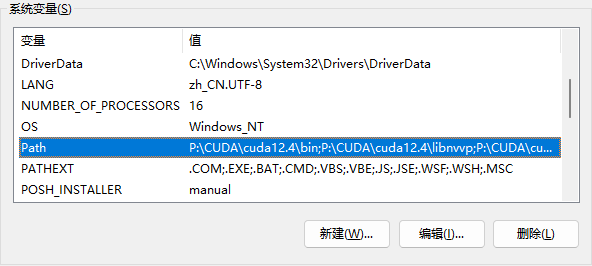 系统变量(S)
变量 值
DriverData C:\Windows\System32\Drivers\DriverData
LANG zh_CN.UTF-8
NUMBER_OF_PROCESSORS 16
OS Windows_NT
Path P:\CUDA\cuda12.4\bin;P:\CUDA\cuda12.4\libnvvp;P:\CUDA\cu...
PATHEXT .COM;.EXE;.BAT;.CMD;.VBS;.VBE;.JS;.JSE;.WSF;.WSH;.MSC
POSH_INSTALLER manual
新建(W)... 编辑(I)... 删除(L)